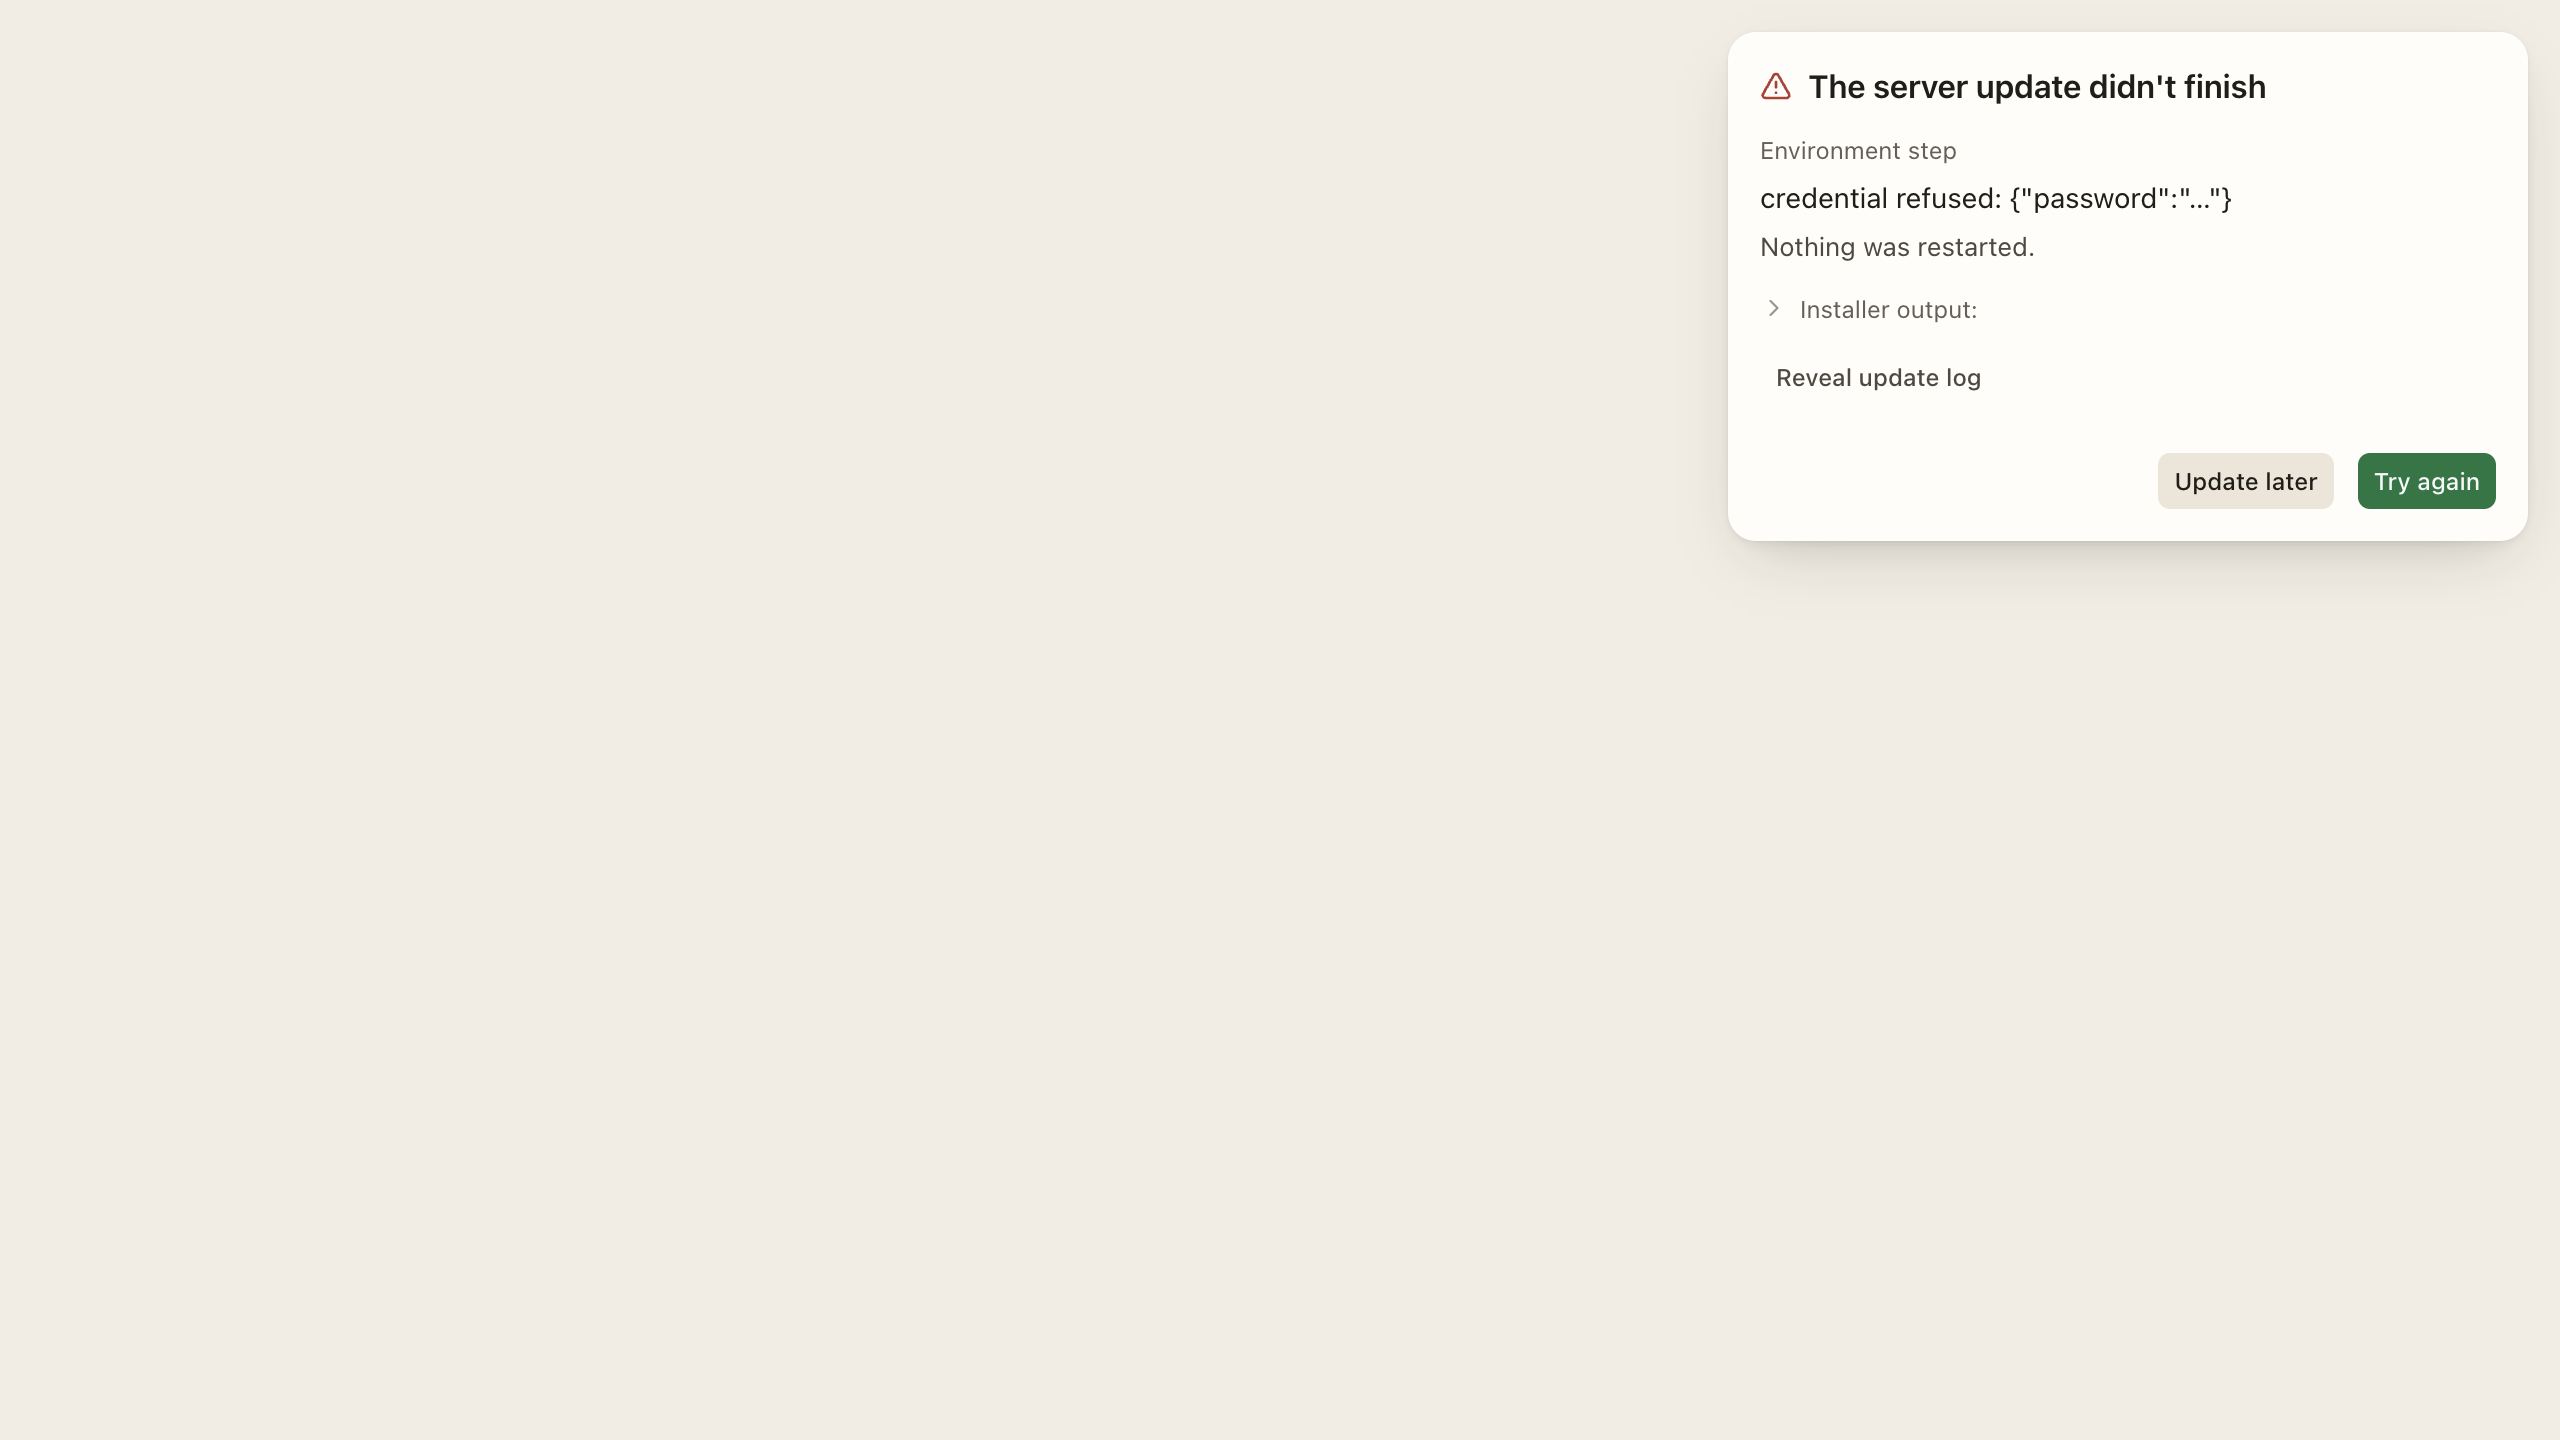 The server update didn't finish
Environment step
credential refused: {"password":"..."}
Nothing was restarted.
Installer output:
Reveal update log
Update later
Try again